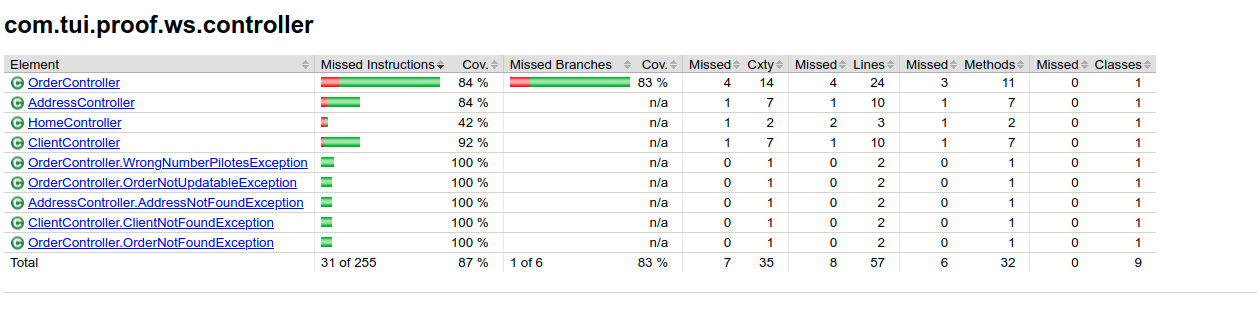 com.tui.proof.ws.controller
Element Missed Instructions Cov. Missed Branches Cov. Missed Cxty Missed Lines Missed Methods Missed Classes
C OrderController 84 % 83 % 4 14 4 24 3 11 0 1
C AddressController 84 % n/a 1 7 1 10 1 7 0 1
C HomeController 42 % n/a 1 2 2 3 1 2 0 1
C ClientController 92 % n/a 1 7 1 10 1 7 0 1
C OrderController.WrongNumberPilotesException 100 % n/a 0 1 0 2 0 1 0 1
C OrderController.OrderNotUpdatableException 100 % n/a 0 1 0 2 0 1 0 1
C AddressController.AddressNotFoundException 100 % n/a 0 1 0 2 0 1 0 1
C ClientController.ClientNotFoundException 100 % n/a 0 1 0 2 0 1 0 1
C OrderController.OrderNotFoundException 100 % n/a 0 1 0 2 0 1 0 1
Total 31 of 255 87 % 1 of 6 83 % 7 35 8 57 6 32 0 9